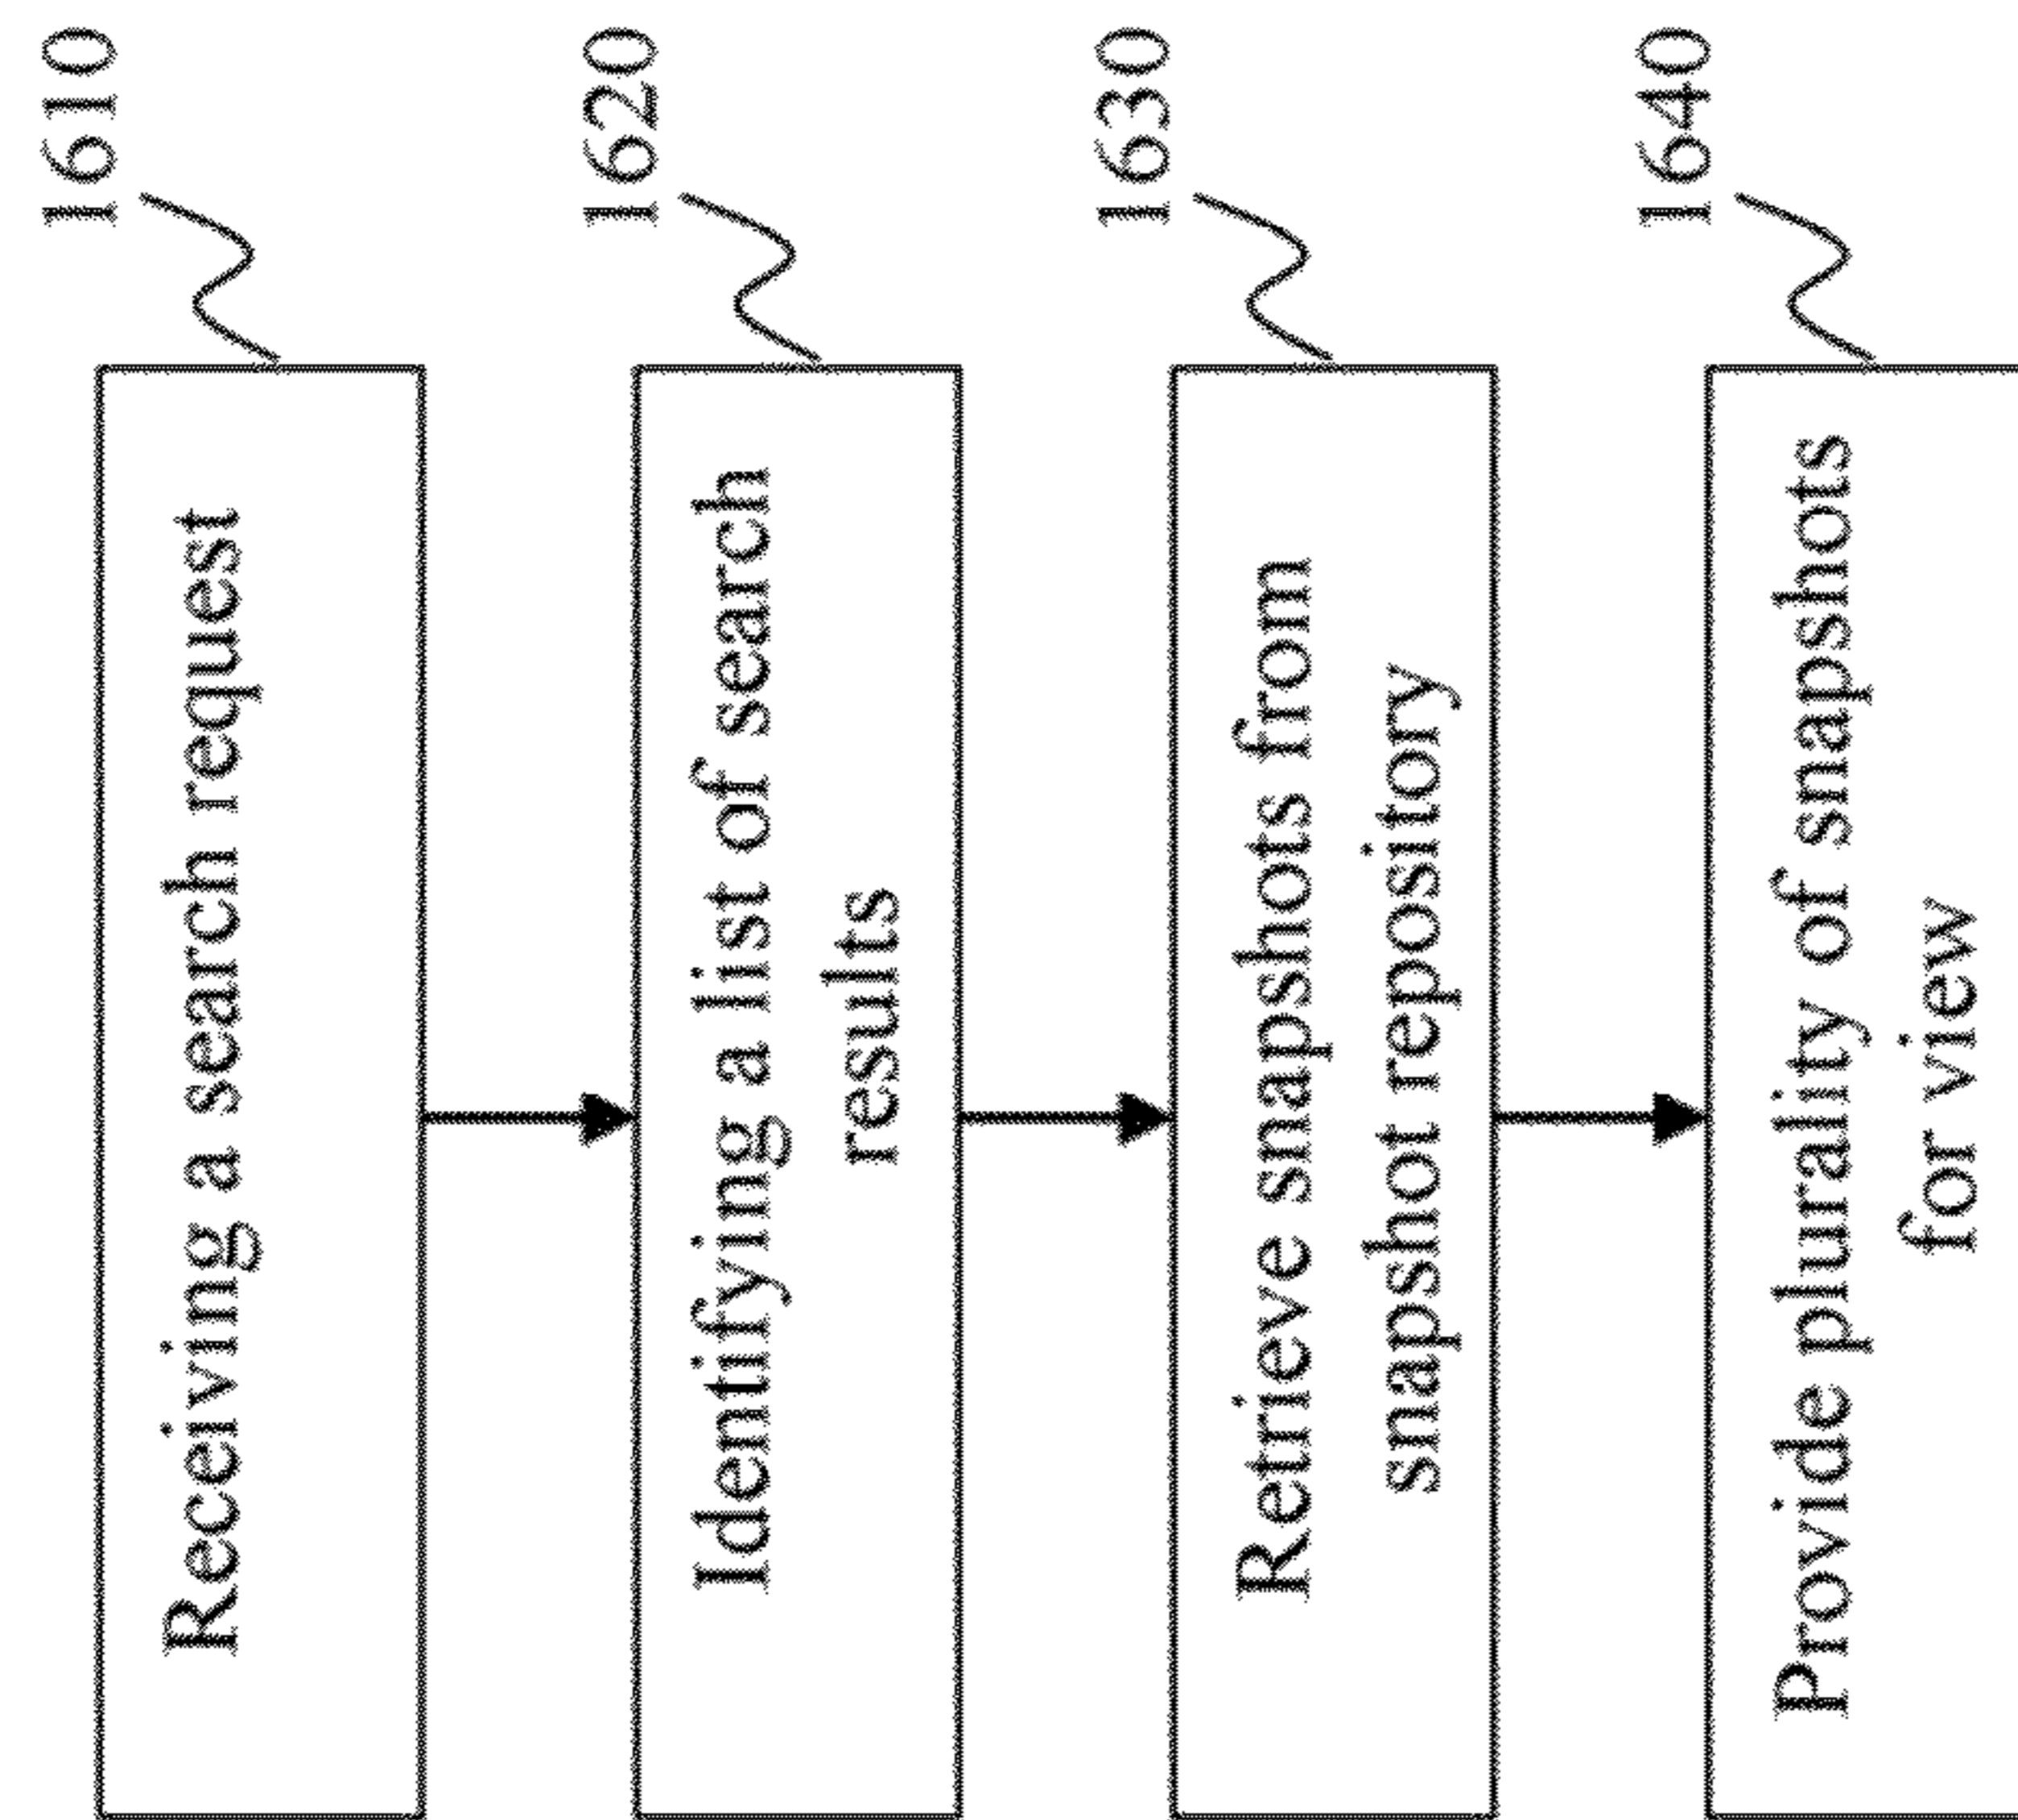 1610
Receiving a search request
1620
Identifying a list of search
results
1630
Retrieve snapshots from
snapshot repository
1640
Provide plurality of snapshots
for view